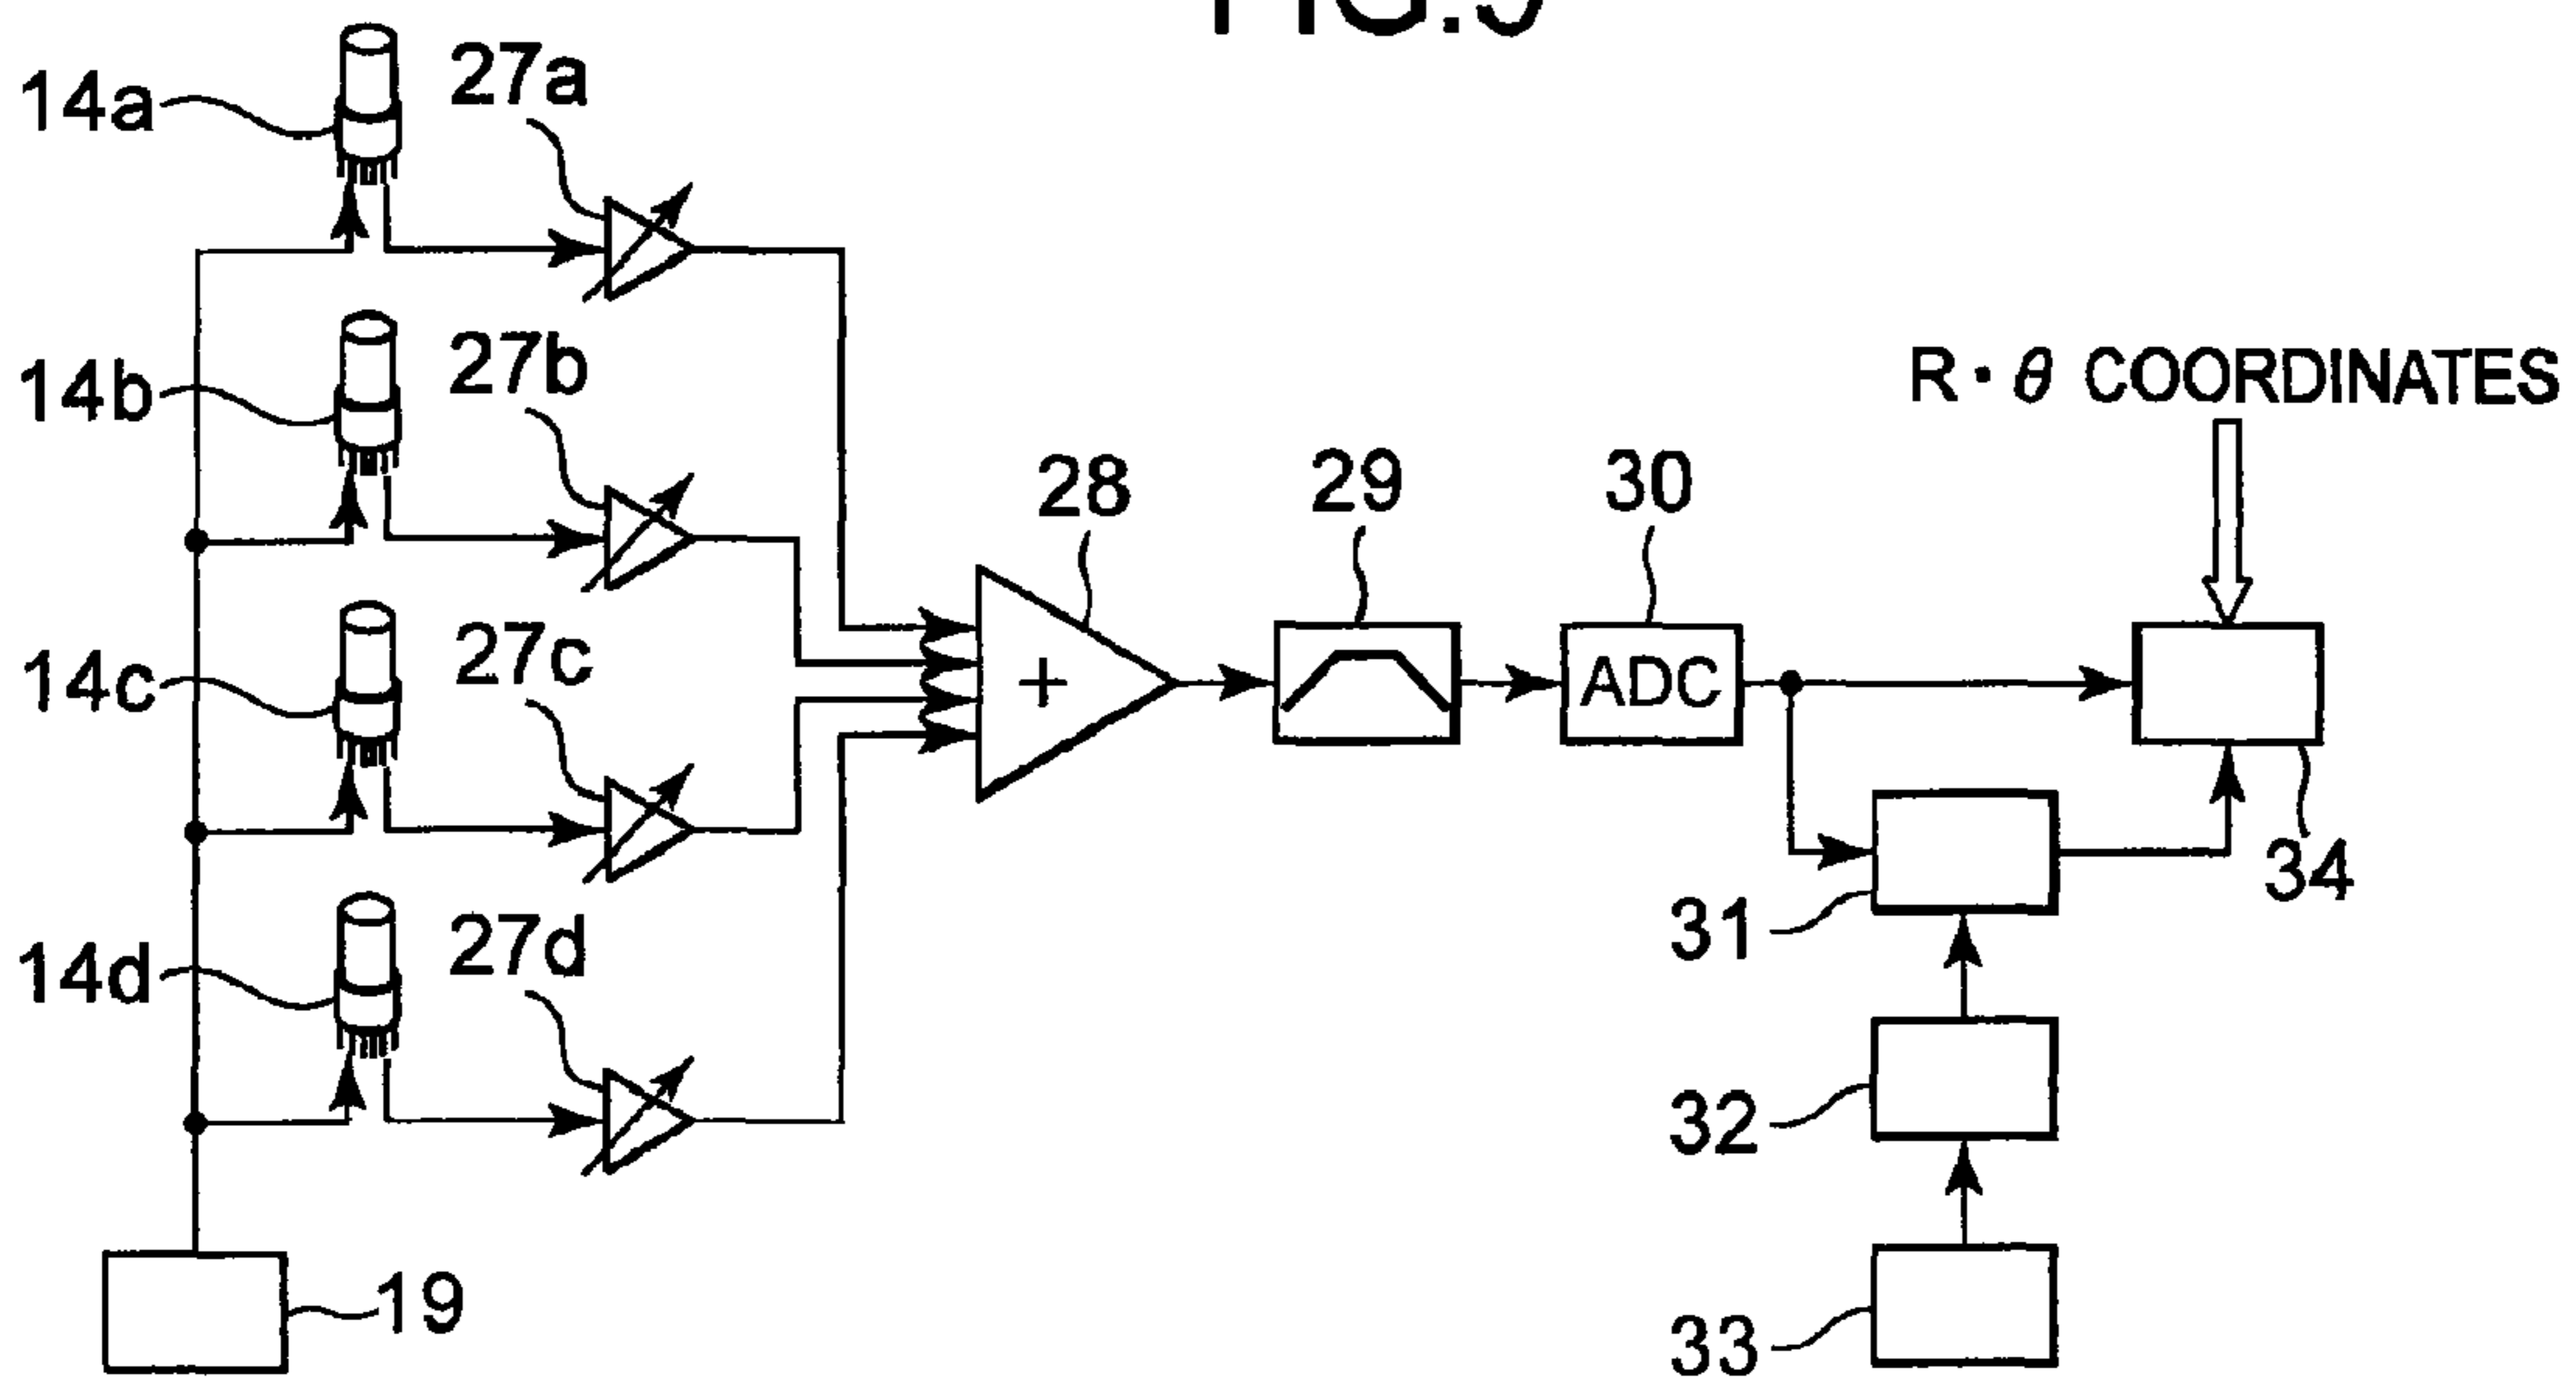 14a
27a
14b
27b
R・θ COORDINATES
28
29
30
14c
27c
+
ADC
34
31
14d
27d
32
19
33